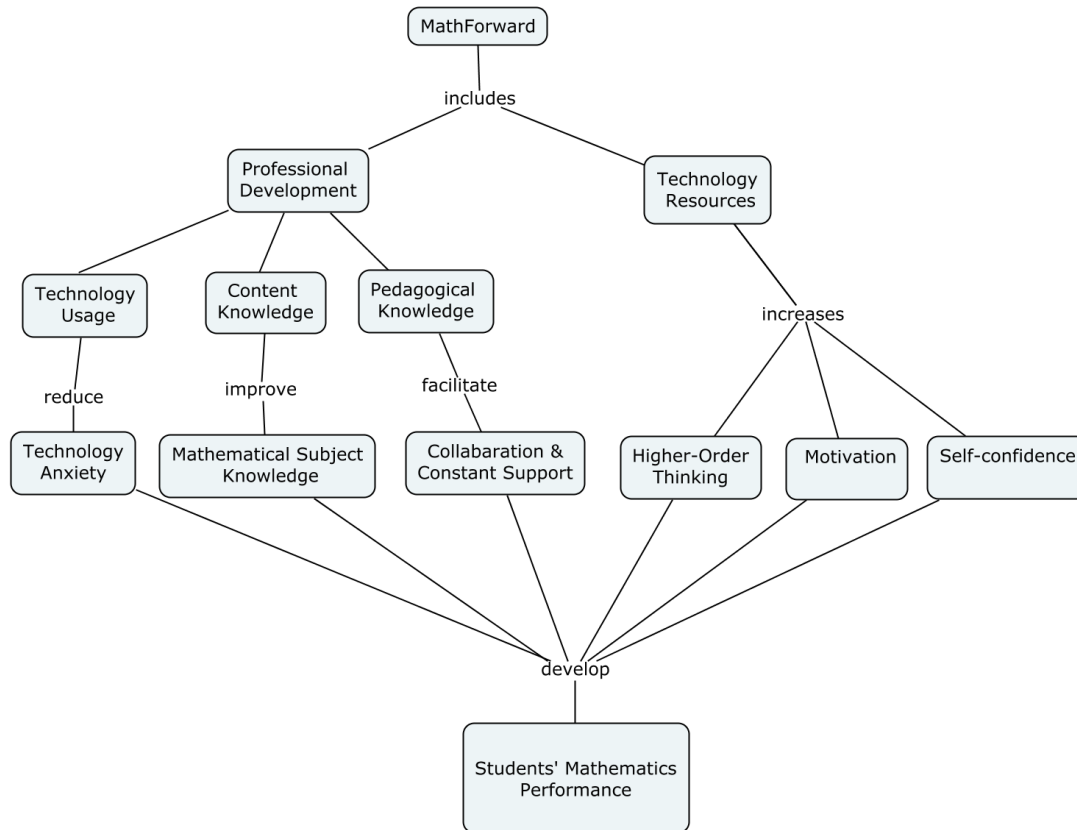 MathForward
includes
Professional
Development
Technology
Resources
Technology
Usage
Content
Knowledge
Pedagogical
Knowledge
increases
reduce
improve
facilitate
Technology
Anxiety
Mathematical Subject
Knowledge
Collabaration &
Constant Support
Higher-Order
Thinking
Motivation
Self-confidence
develop
Students' Mathematics
Performance